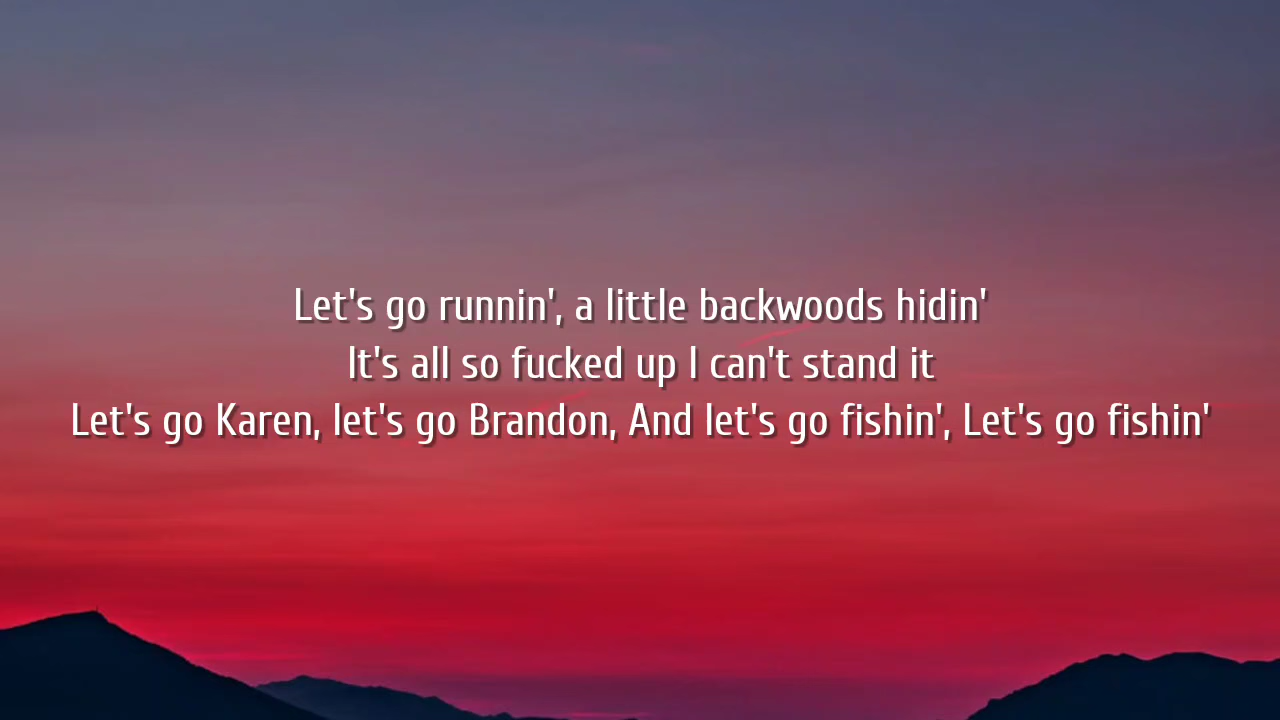 Let's go runnin', a little backwoods hidin'
It's all so fucked up I can't stand it
Let's go Karen, let's go Brandon, And let's go fishin', Let's go fishin'